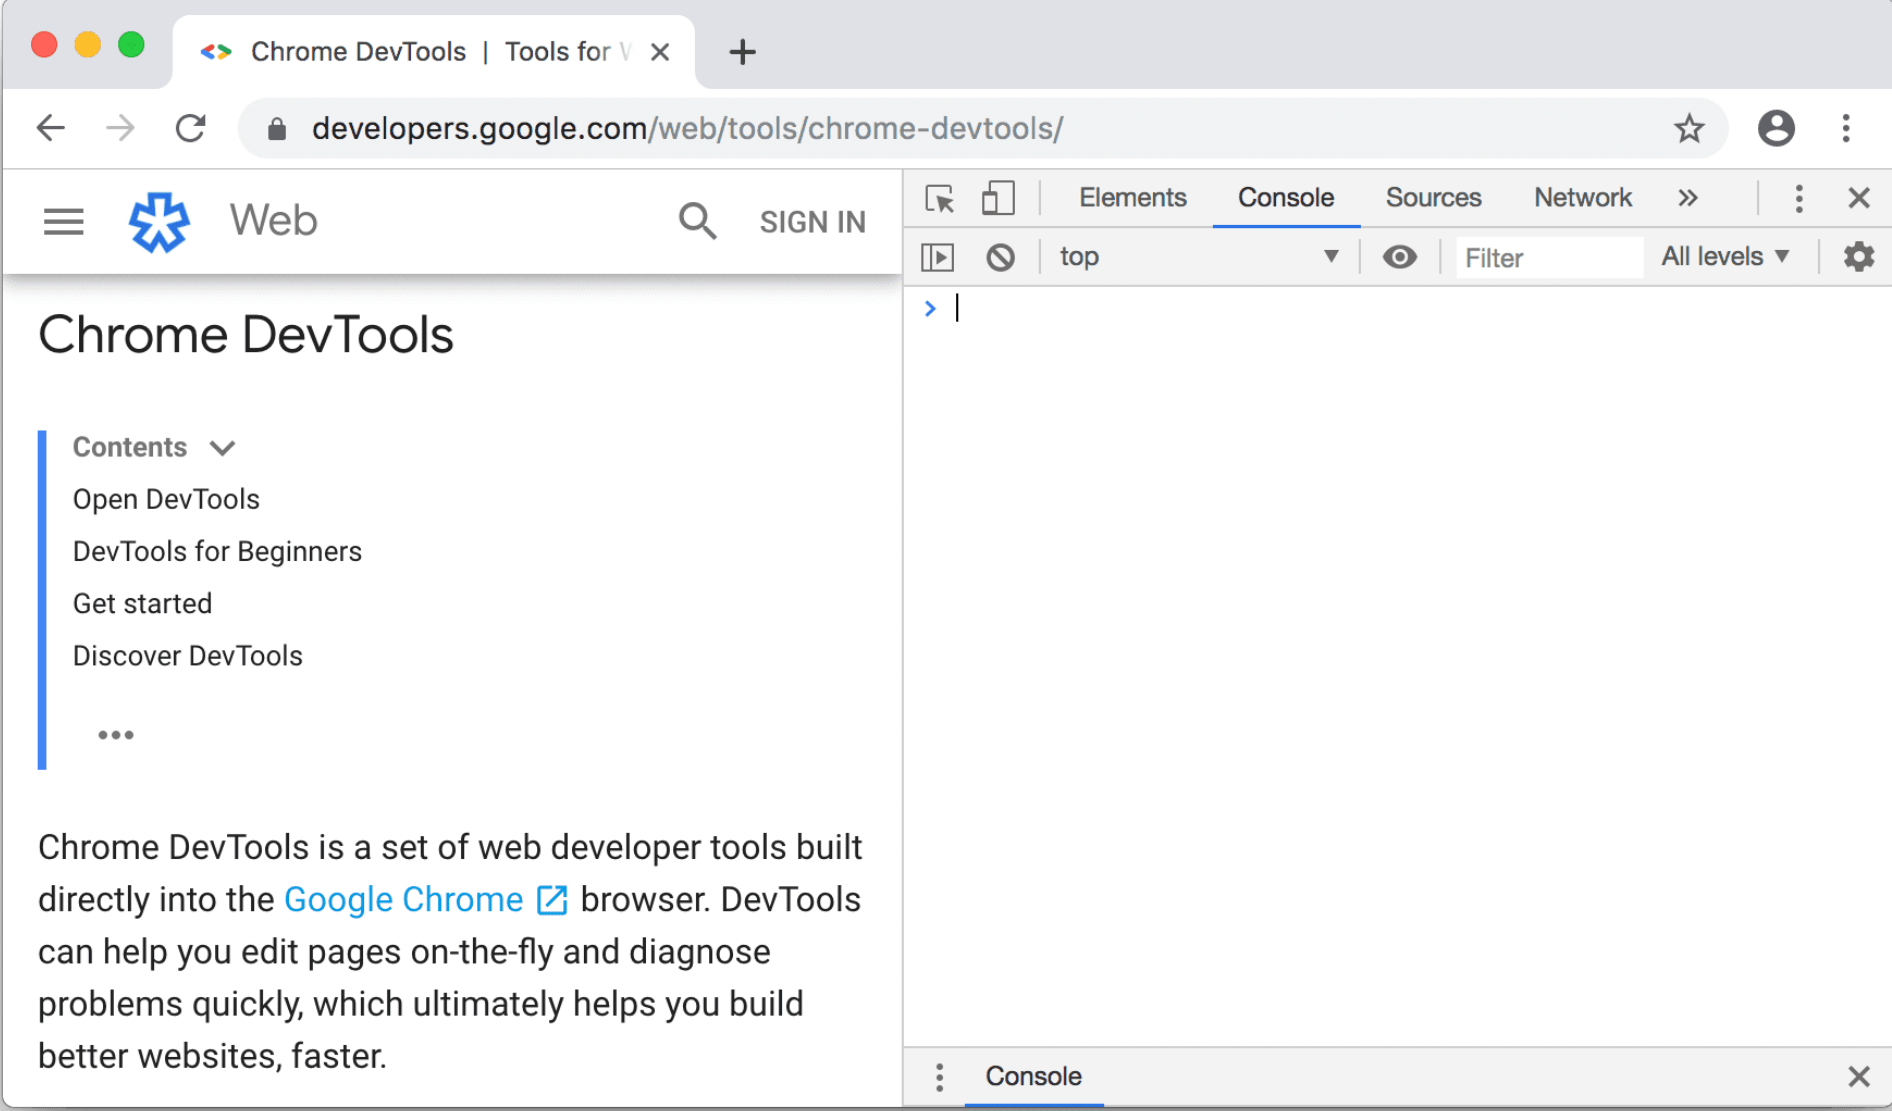 Chrome DevTools | Tools for W
developers.google.com/web/tools/chrome-devtools/
Web
SIGN IN
Chrome DevTools
Contents
Open DevTools
DevTools for Beginners
Get started
Discover DevTools
Chrome DevTools is a set of web developer tools built
directly into the Google Chrome browser. DevTools
can help you edit pages on-the-fly and diagnose
problems quickly, which ultimately helps you build
better websites, faster.
Elements Console Sources Network
top Filter All levels
Console